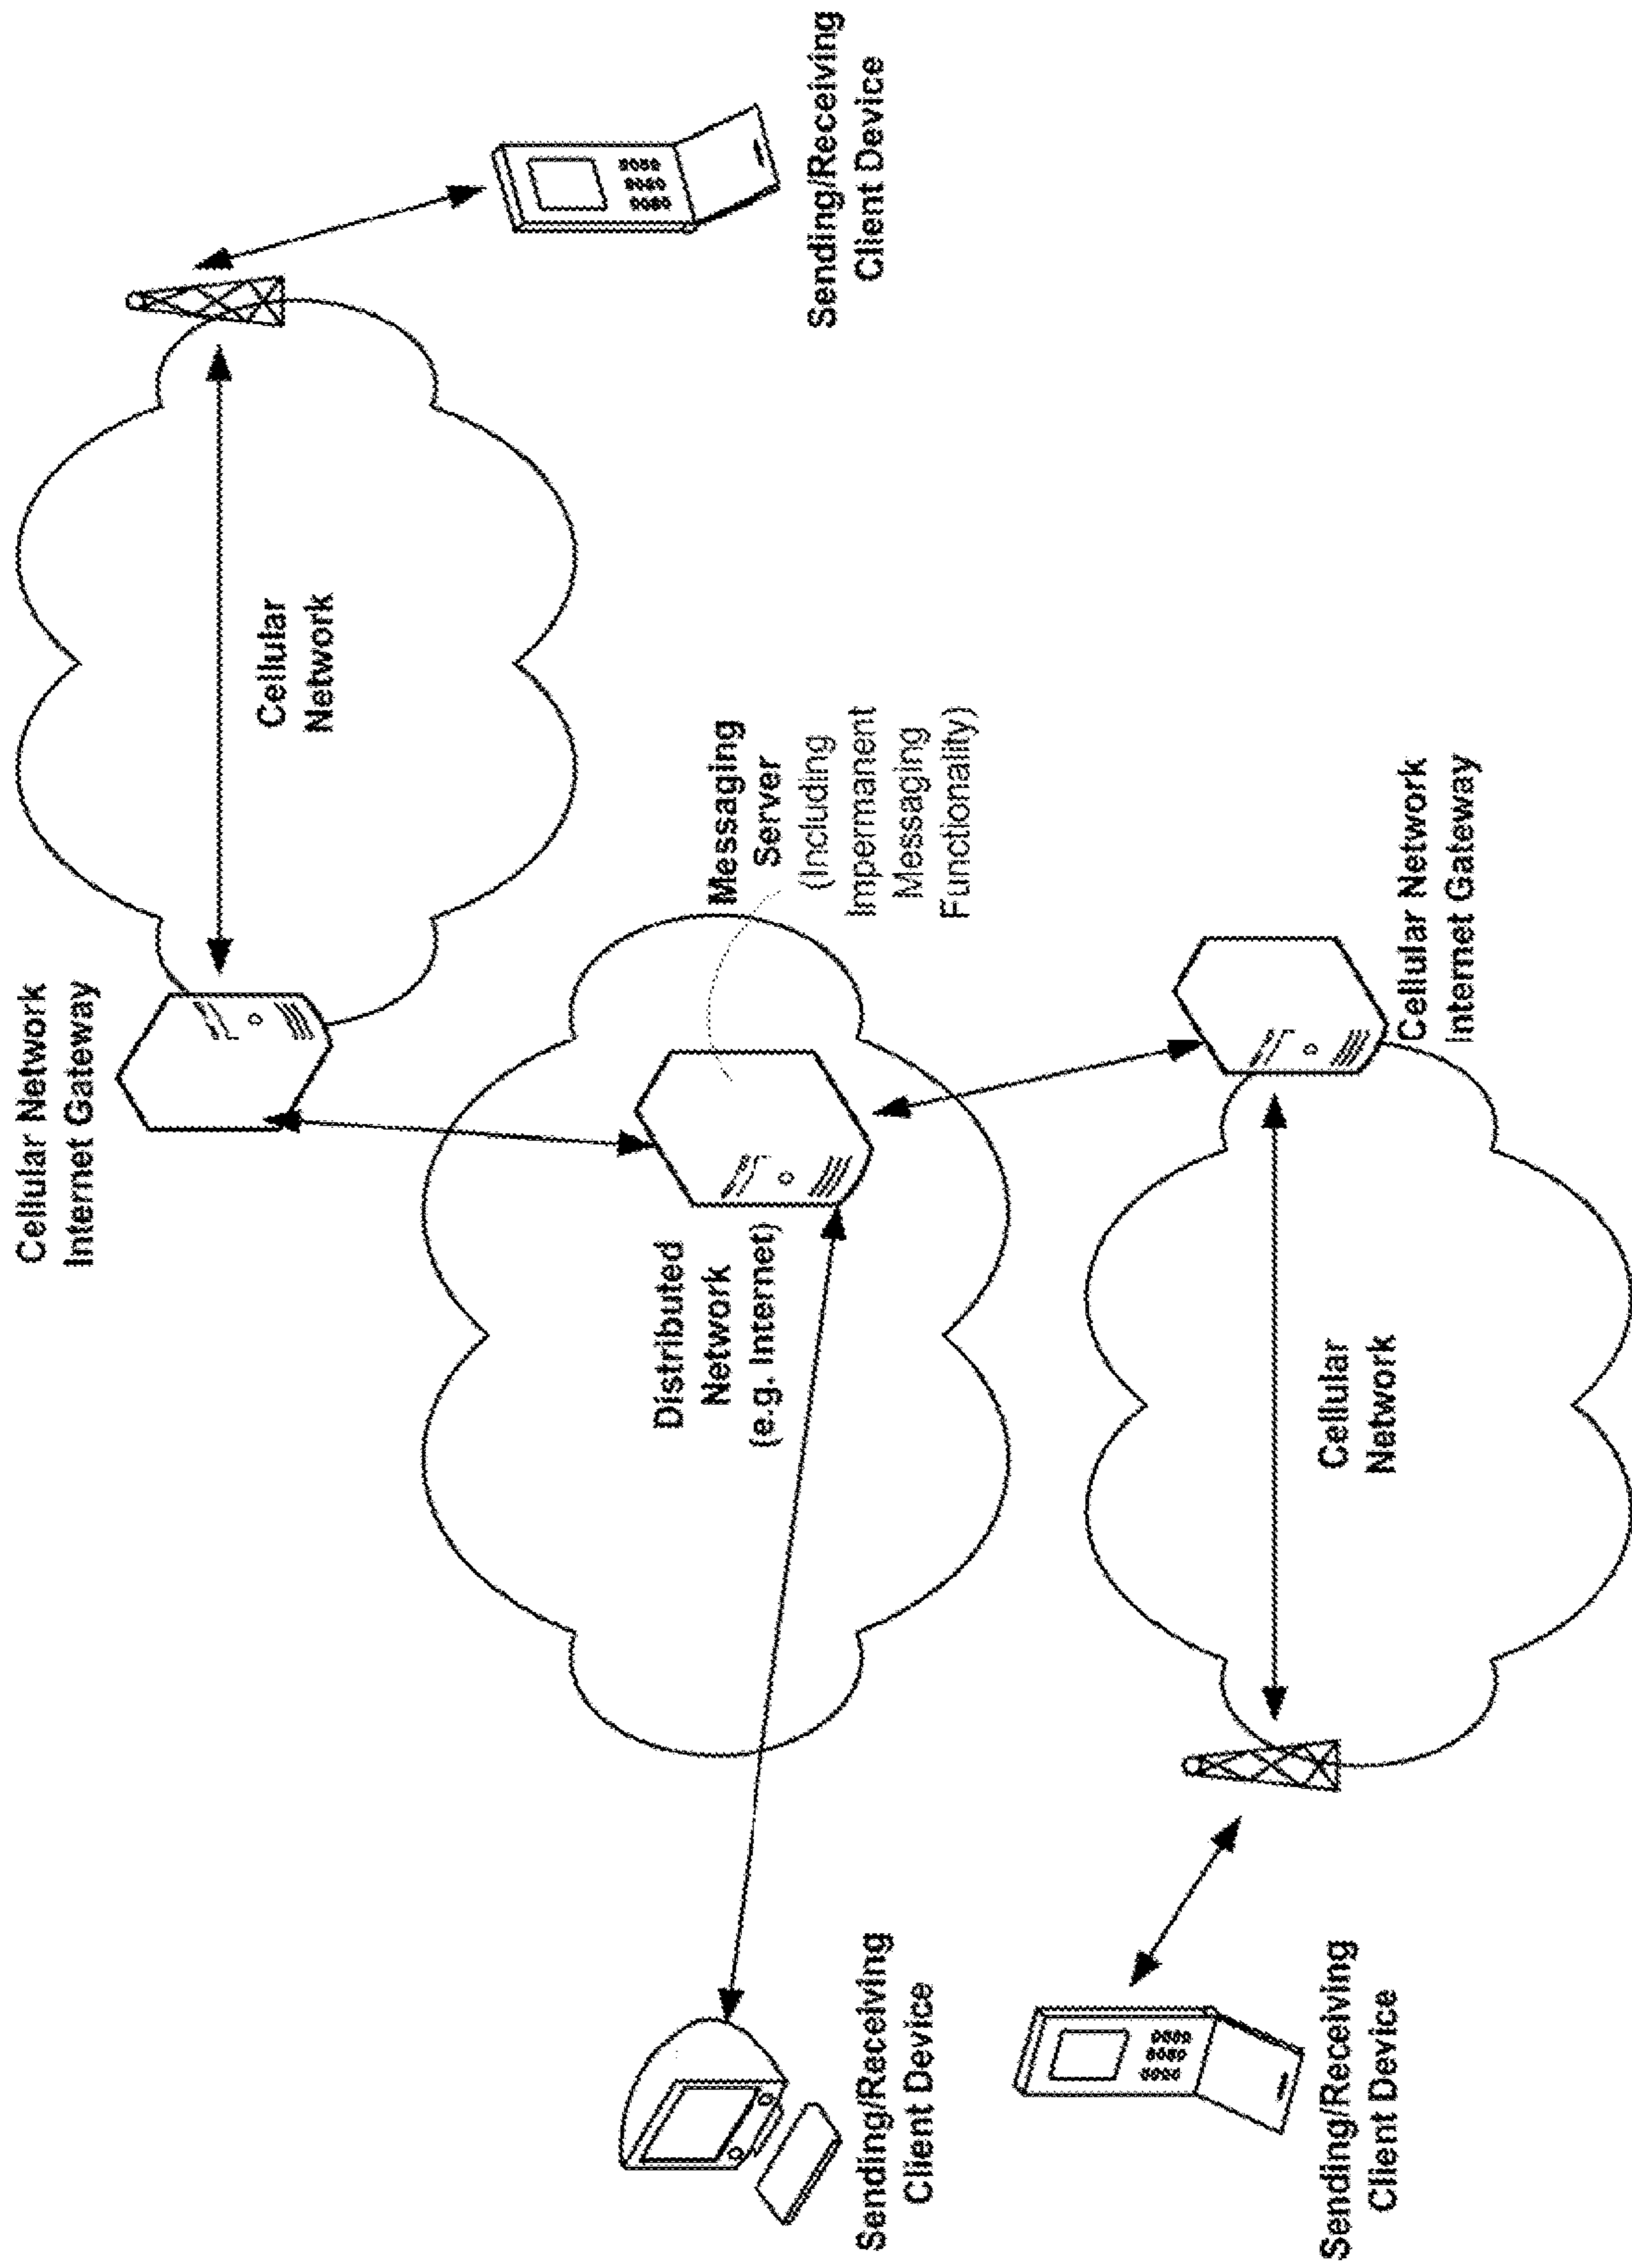 Cellular Network
Internet Gateway
Cellular
Network
Sending/Receiving
Client Device
Distributed
Network
(e.g. Internet)
Messaging
Server
(Including
Impermanent
Messaging
Functionality)
Sending/Receiving
Client Device
Cellular Network
Internet Gateway
Cellular
Network
Sending/Receiving
Client Device